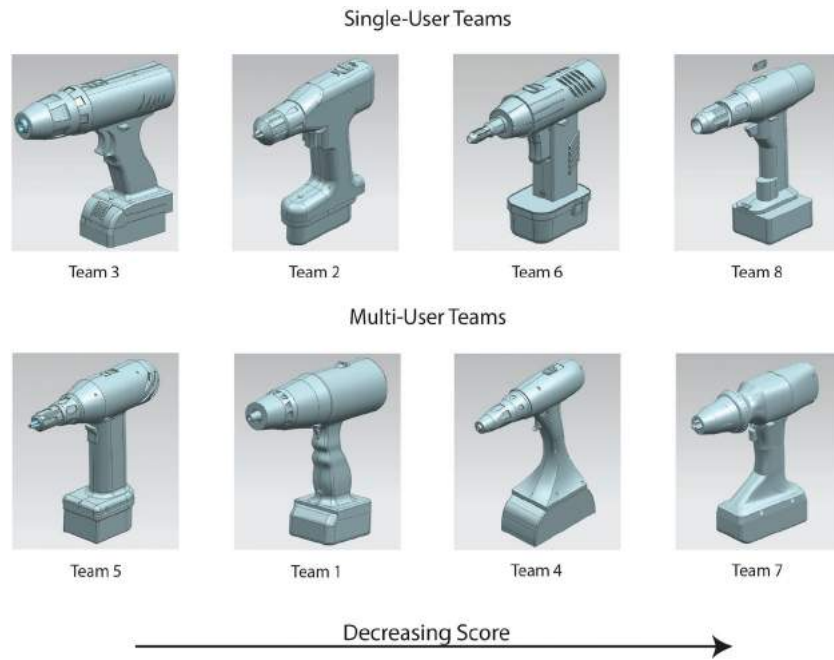 Single-User Teams
Team 3
Team 2
Team 6
Team 8
Multi-User Teams
Team 5
Team 1
Team 4
Team 7
Decreasing Score